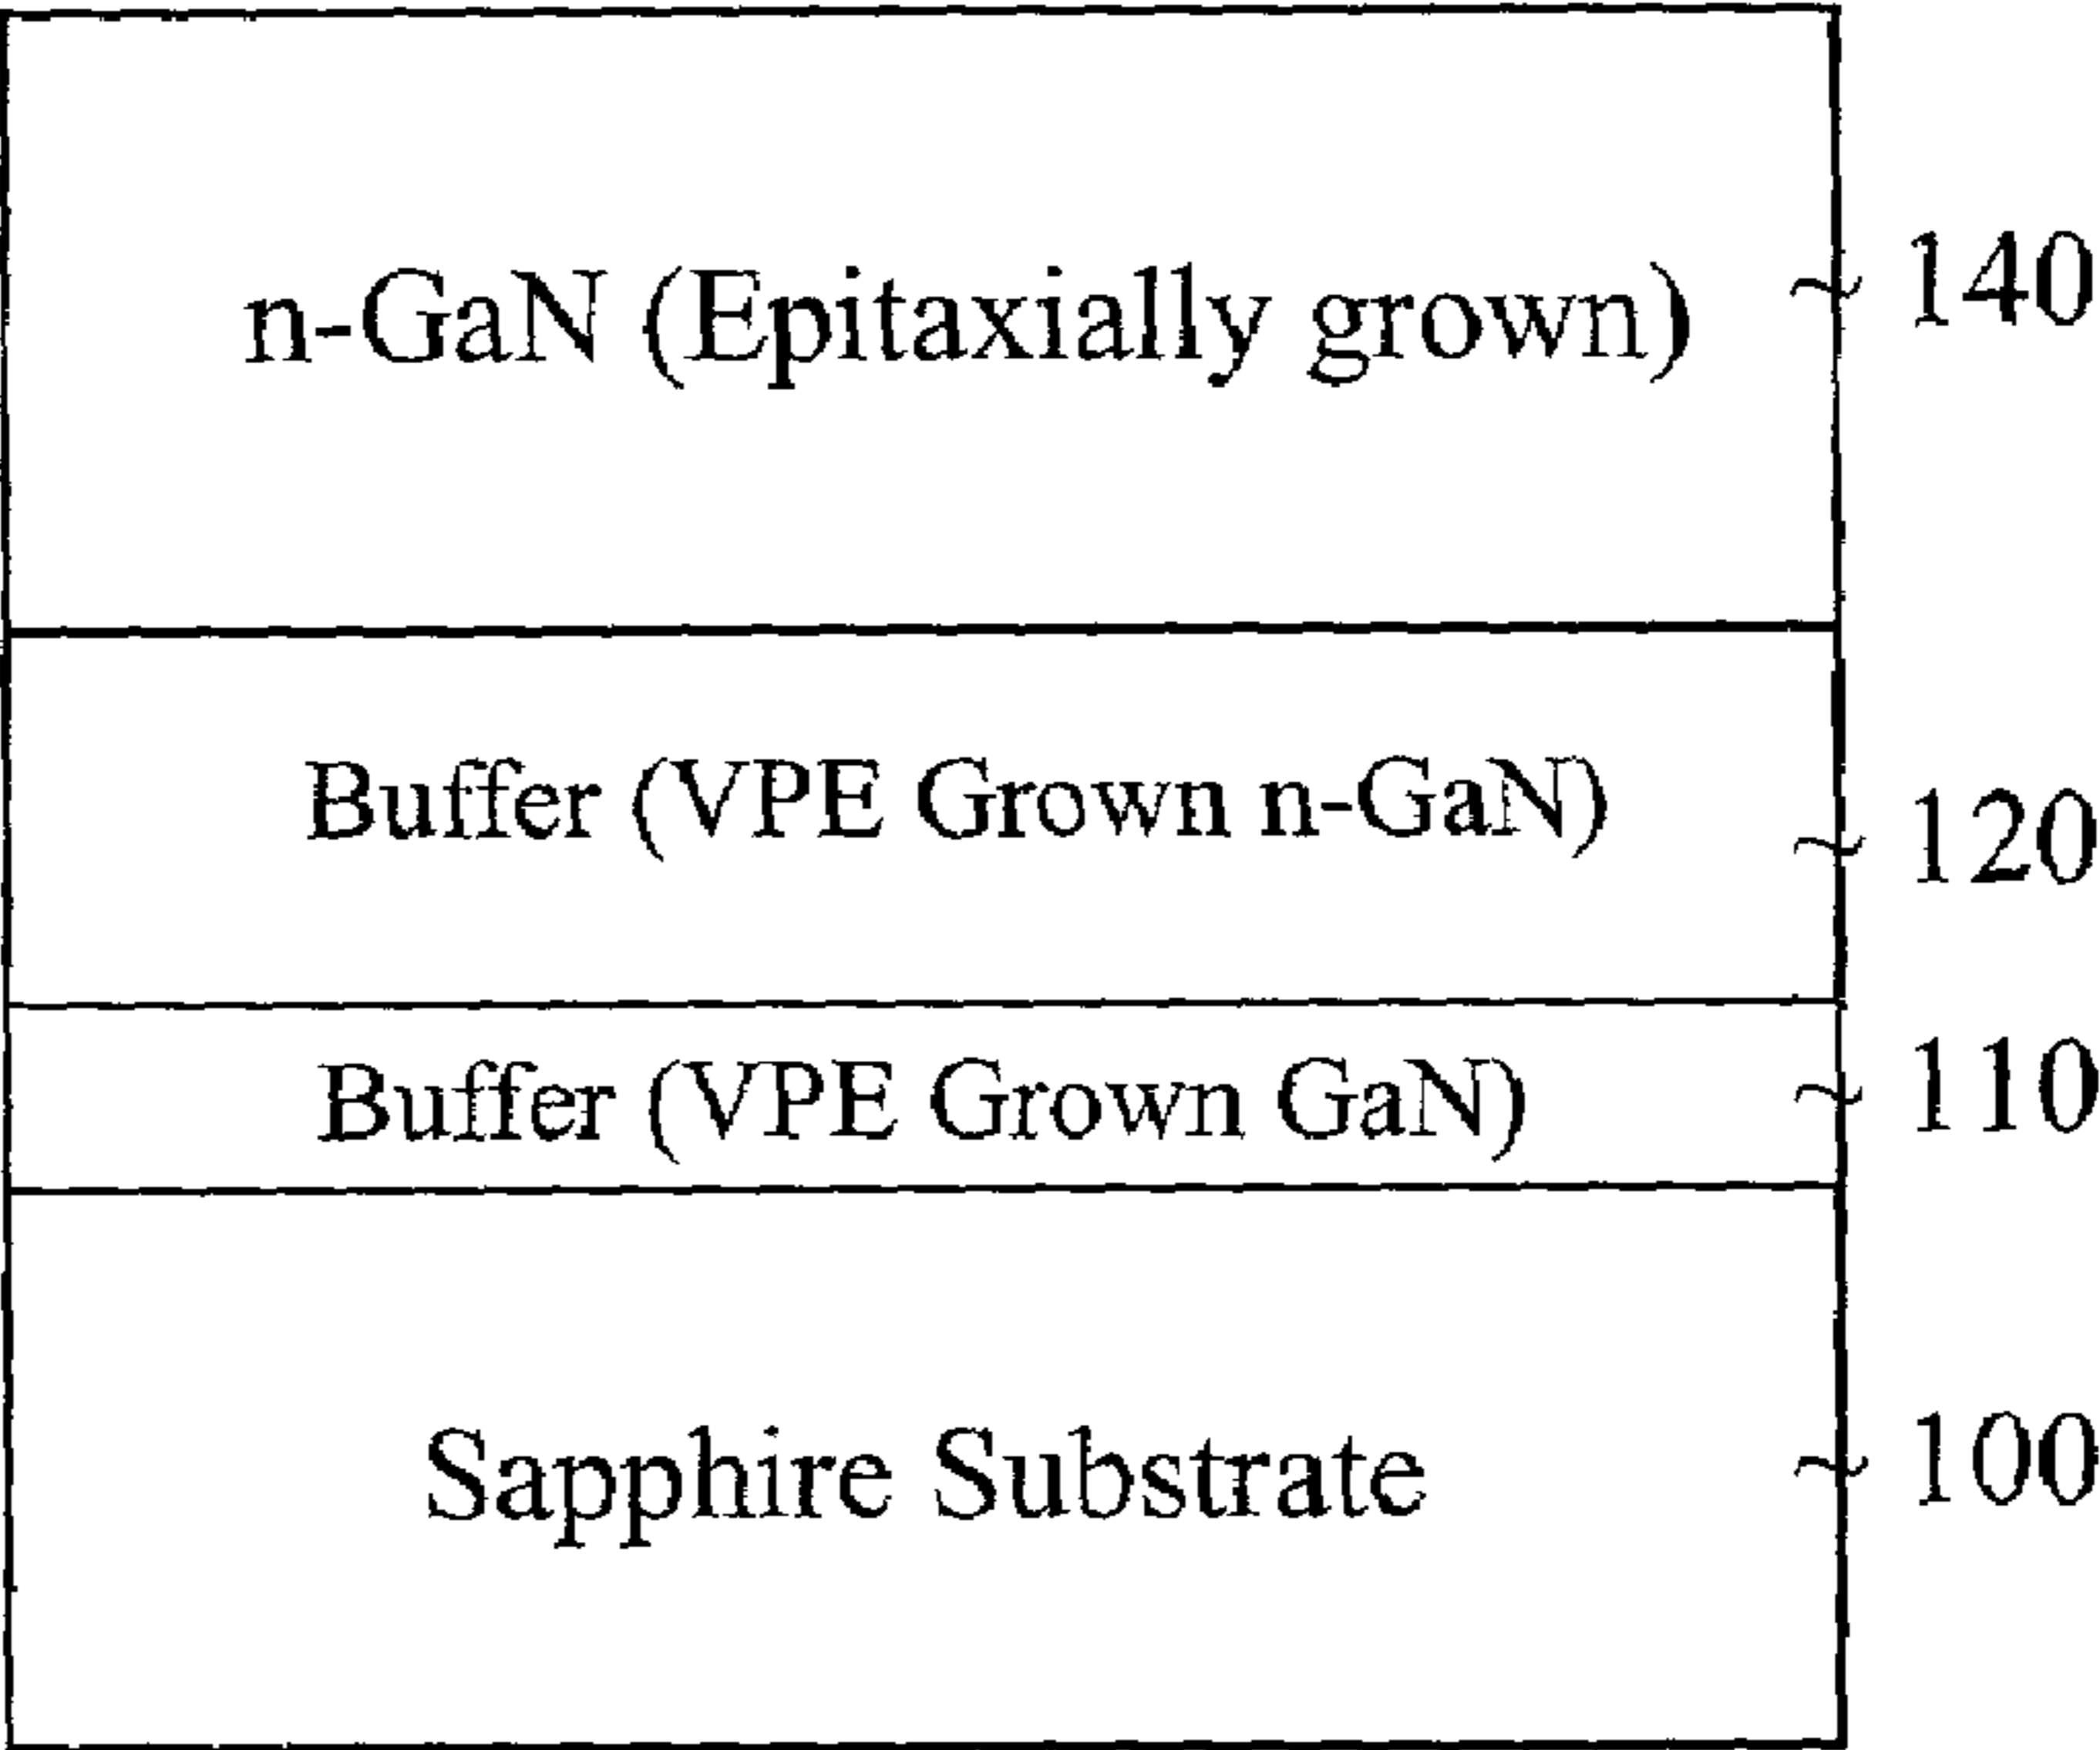 n-GaN (Epitaxially grown) ~ 140
Buffer (VPE Grown n-GaN) ~ 120
Buffer (VPE Grown GaN) ~ 110
Sapphire Substrate ~ 100